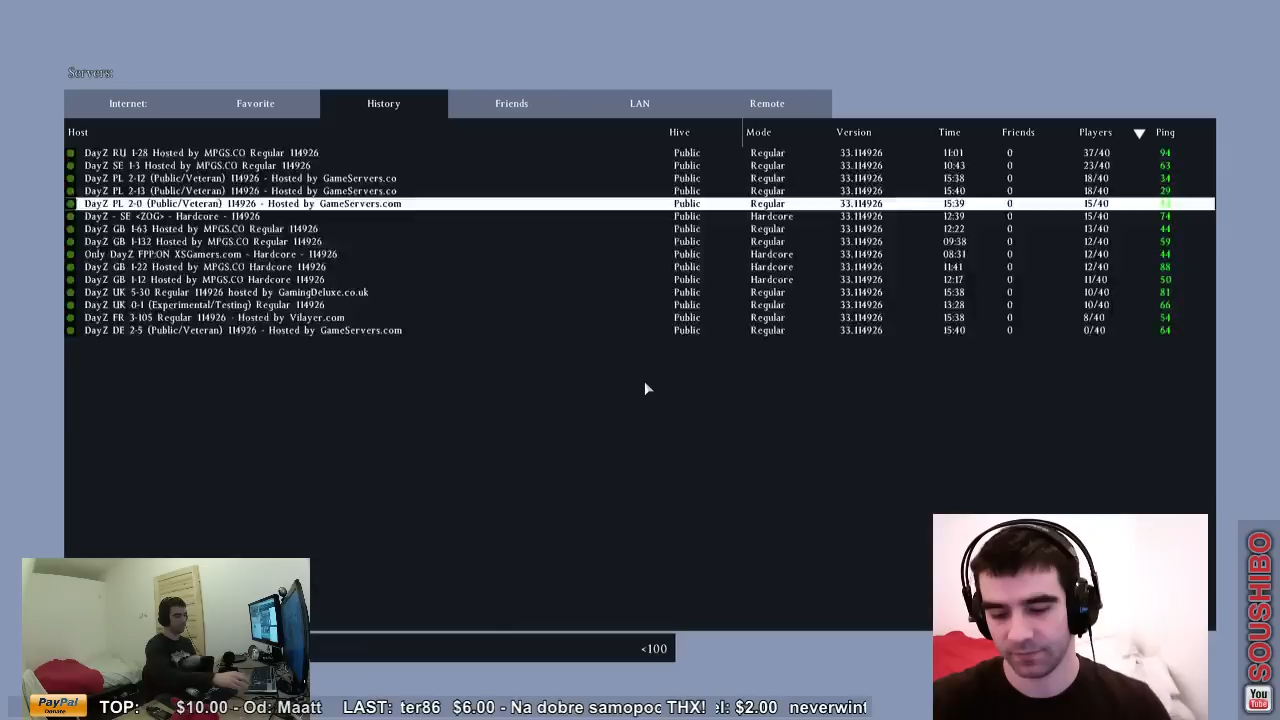 Servers:
Internet: Favorite History Friends LAN Remote
Host Hive Mode Version Time Friends Players Ping
DayZ RU 1-28 Hosted by MPGS.CO Regular 114926 Public Regular 33.114926 11:01 0 37/40 94
DayZ SE 1-3 Hosted by MPGS.CO Regular 114926 Public Regular 33.114926 10:43 0 23/40 63
DayZ PL 2-12 (Public/Veteran) 114926 - Hosted by GameServers.co Public Regular 33.114926 15:38 0 18/40 34
DayZ PL 2-13 (Public/Veteran) 114926 - Hosted by GameServers.co Public Regular 33.114926 15:40 0 18/40 29
DayZ PL 2-0 (Public/Veteran) 114926 - Hosted by GameServers.com Public Regular 33.114926 15:39 0 15/40
DayZ - SE <ZOG> - Hardcore - 114926 Public Hardcore 33.114926 12:39 0 15/40 74
DayZ GB 1-63 Hosted by MPGS.CO Regular 114926 Public Regular 33.114926 12:22 0 13/40 44
DayZ GB 1-132 Hosted by MPGS.CO Regular 114926 Public Regular 33.114926 09:38 0 12/40 59
Only DayZ FPP:ON XSGamers.com - Hardcore - 114926 Public Hardcore 33.114926 08:31 0 12/40 44
DayZ GB 1-22 Hosted by MPGS.CO Hardcore 114926 Public Hardcore 33.114926 11:41 0 12/40 88
DayZ GB 1-12 Hosted by MPGS.CO Hardcore 114926 Public Hardcore 33.114926 12:17 0 11/40 50
DayZ UK 5-30 Regular 114926 hosted by GamingDeluxe.co.uk Public Regular 33.114926 15:38 0 10/40 81
DayZ UK 0-1 (Experimental/Testing) Regular 114926 Public Regular 33.114926 13:28 0 10/40 66
DayZ FR 3-105 Regular 114926 - Hosted by Vilayer.com Public Regular 33.114926 15:38 0 8/40 54
DayZ DE 2-5 (Public/Veteran) 114926 - Hosted by GameServers.com Public Regular 33.114926 15:40 0 0/40 64
<100
SOUSHIBO
You Tube
PayPal
Donate
TOP: $10.00 - Od: Maatt LAST: ter86 $6.00 - Na dobre samopoc THX! el: $2.00 neverwint